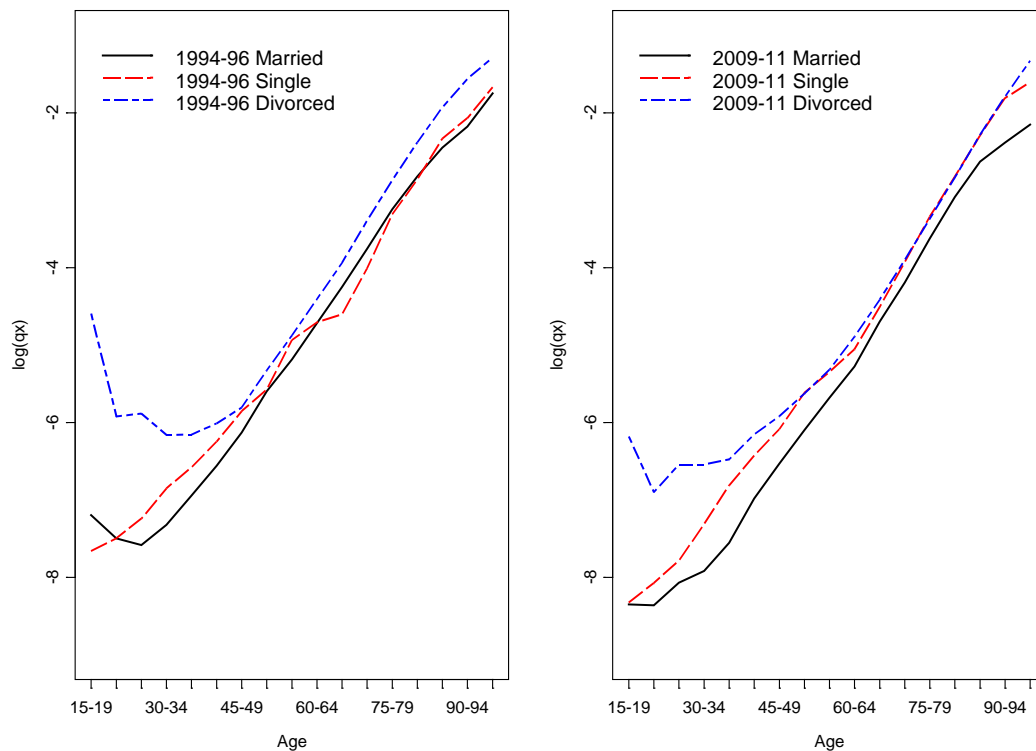 1994-96 Married
1994-96 Single
1994-96 Divorced
log(qx)
-2
-4
-6
-8
15-19 30-34 45-49 60-64 75-79 90-94
Age
2009-11 Married
2009-11 Single
2009-11 Divorced
log(qx)
-2
-4
-6
-8
15-19 30-34 45-49 60-64 75-79 90-94
Age